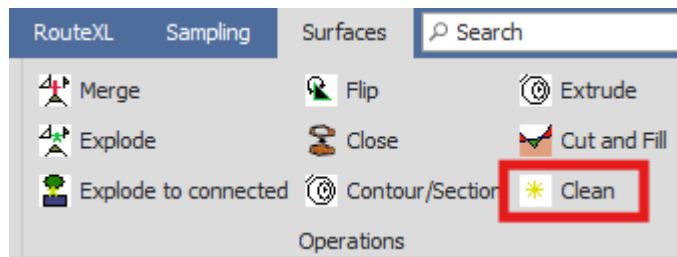 RouteXL Sampling Surfaces Search
Merge Flip Extrude
Explode Close Cut and Fill
Explode to connected Contour/Section Clean
Operations